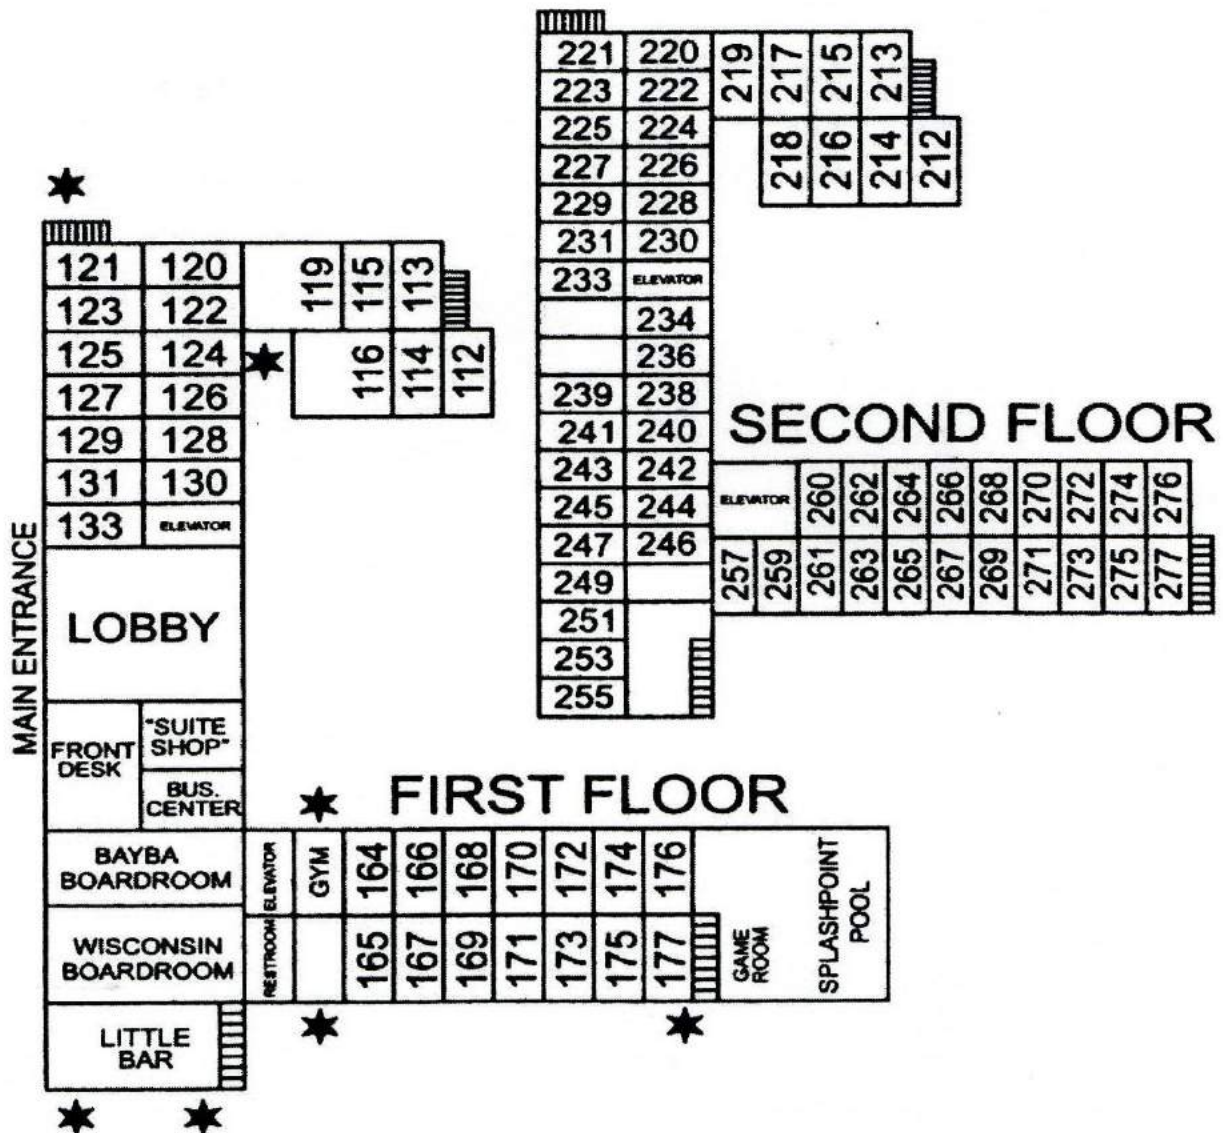 221 220 219 217 215 213
223 222
225 224 218 216 214 212
227 226
229 228
231 230
233 ELEVATOR
234
236
239 238
241 240
243 242
245 244
247 246
249
251
253
255
SECOND FLOOR
ELEVATOR 260 262 264 266 268 270 272 274 276
257 259 261 263 265 267 269 271 273 275 277
121 120 119 115 113
123 122
125 124 116 114 112
127 126
129 128
131 130
133 ELEVATOR
MAIN ENTRANCE
LOBBY
FRONT
DESK
"SUITE
SHOP"
BUS.
CENTER
FIRST FLOOR
BAYBA
BOARDROOM
ELEVATOR GYM 164 166 168 170 172 174 176
WISCONSIN
BOARDROOM
RESTROOM 165 167 169 171 173 175 177
GAME
ROOM
SPLASHPOINT
POOL
LITTLE
BAR